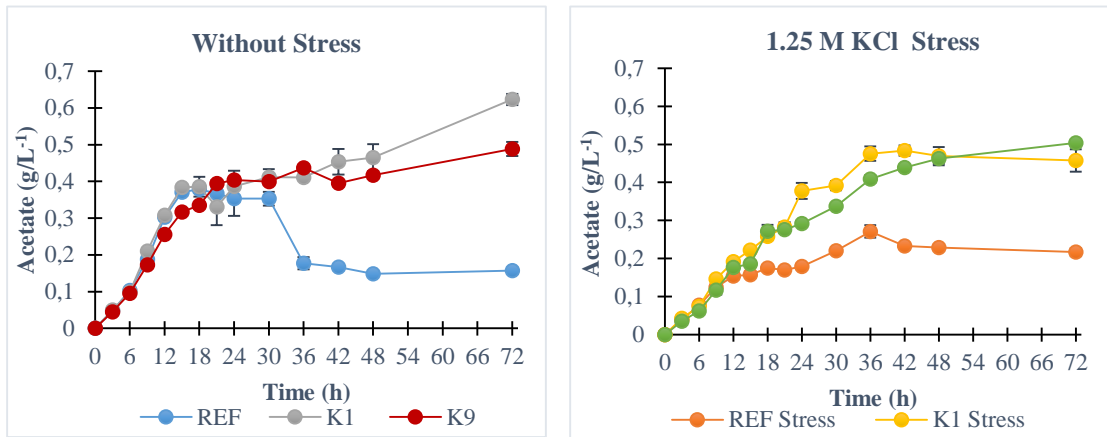 Without Stress
0,7
0,6
0,5
0,4
0,3
0,2
0,1
0
Acetate (g/L⁻¹)
0 6 12 18 24 30 36 42 48 54 60 66 72
Time (h)
REF K1 K9
1.25 M KCl Stress
0,7
0,6
0,5
0,4
0,3
0,2
0,1
0
Acetate (g/L⁻¹)
0 6 12 18 24 30 36 42 48 54 60 66 72
Time (h)
REF Stress K1 Stress